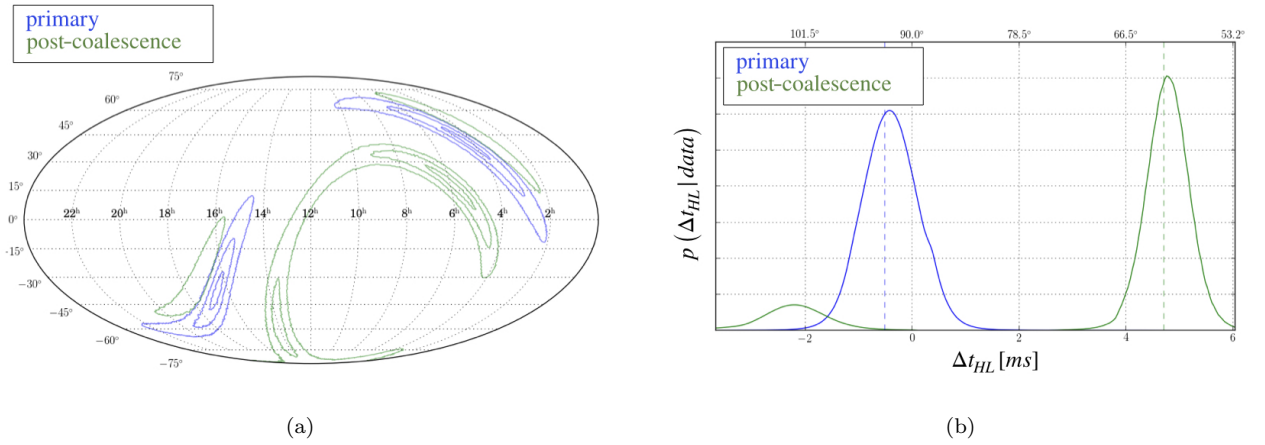 primary
post-coalescence
75°
60°
45°
30°
15°
0°
-15°
−30°
−45°
−60°
−75°
22ʰ 20ʰ 18ʰ 16ʰ 14ʰ 12ʰ 10ʰ 8ʰ 6ʰ 4ʰ 2ʰ
(a)
101.5° 90.0° 78.5° 66.5° 53.2°
primary
post-coalescence
p (Δt_HL | data)
−2 0 2 4 6
Δt_HL [ms]
(b)